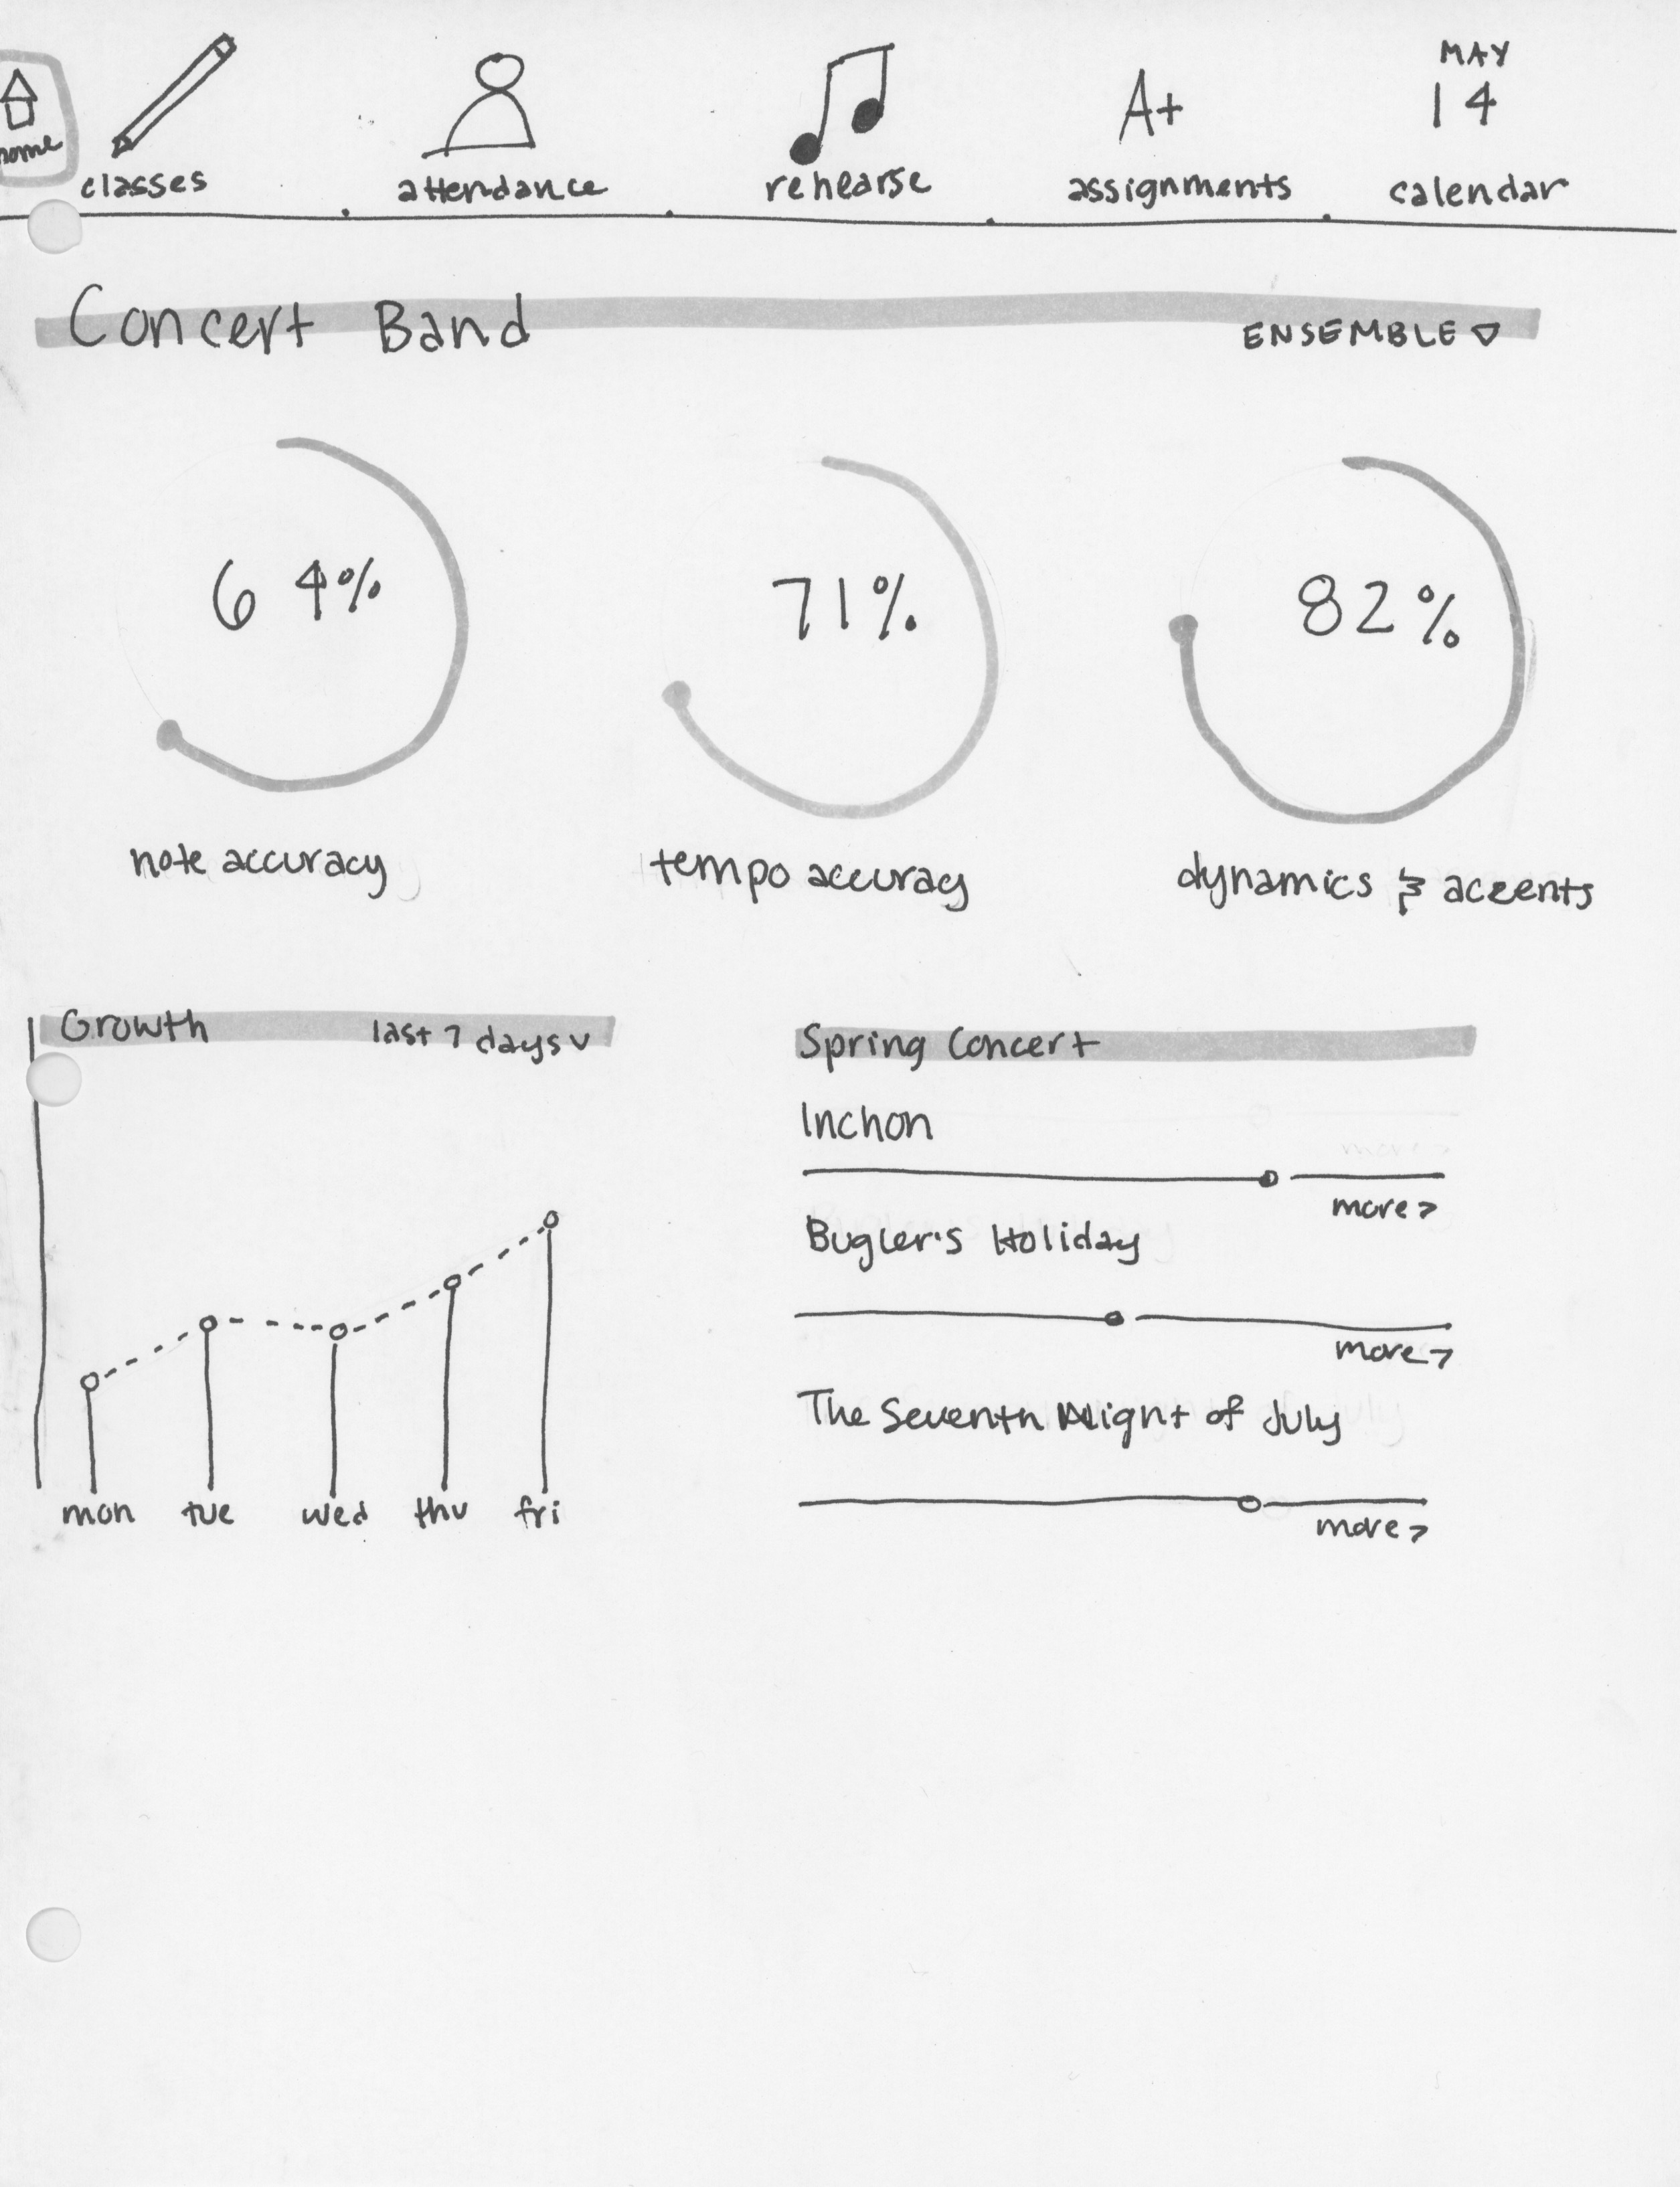 MAY
14
A+
home
classes
attendance
rehearse
assignments
calendar
Concert Band
ENSEMBLE
64%
71%
82%
note accuracy
tempo accuracy
dynamics & accents
Growth
last 7 days
Spring Concert
Inchon
more >
Bugler's Holiday
more >
The Seventh Night of July
more >
mon tue wed thu fri